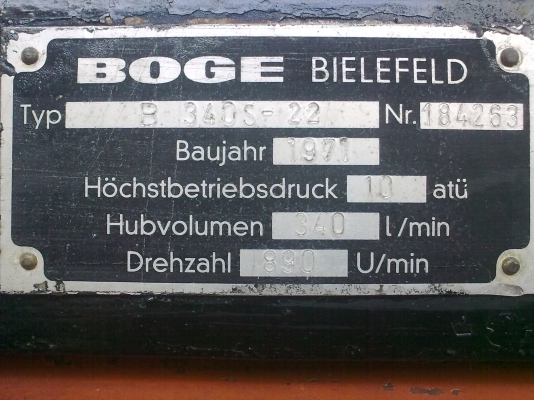 BOGE BIELEFELD
Typ B 340S-22 Nr. 184263
Baujahr 1971
Höchstbetriebsdruck 10 atü
Hubvolumen 340 l/min
Drehzahl 890 U/min